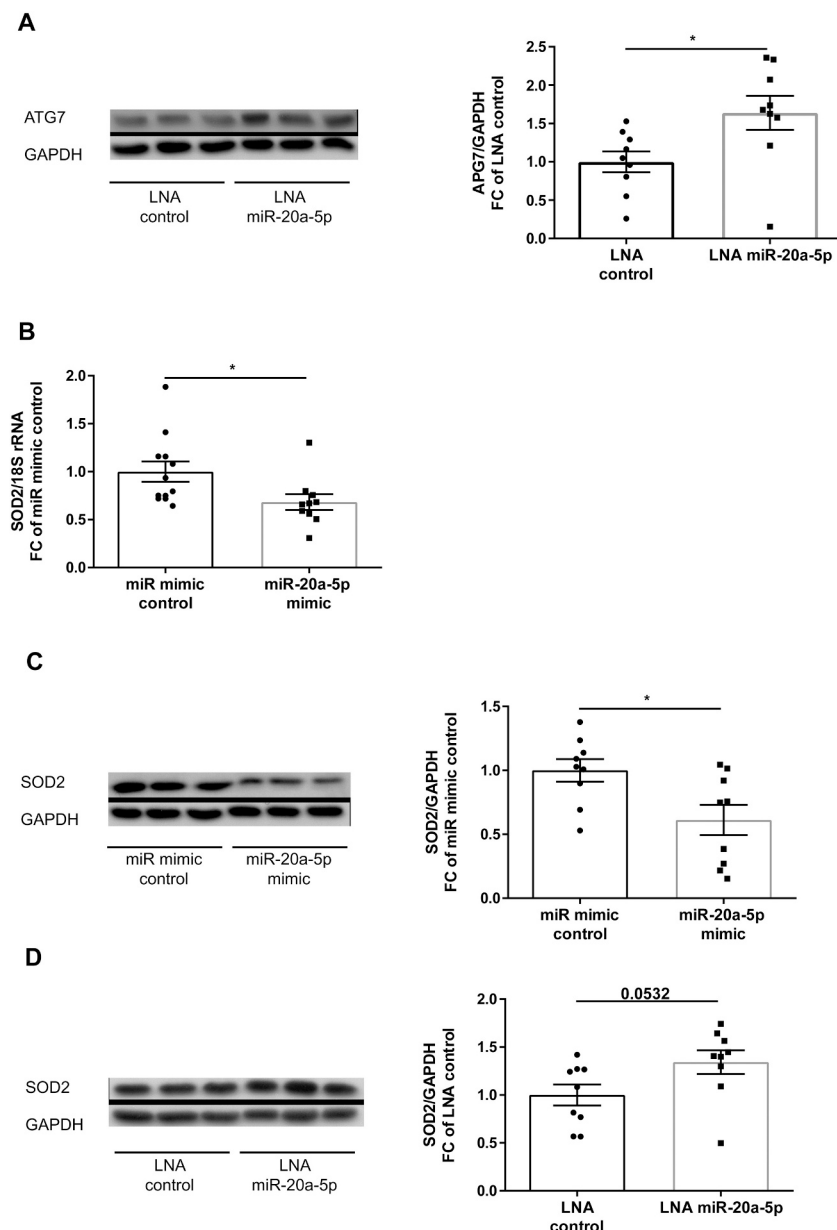 A
ATG7
GAPDH
LNA
control
LNA
miR-20a-5p
APG7/GAPDH
FC of LNA control
2.5
2.0
1.5
1.0
0.5
0.0
*
LNA
control
LNA miR-20a-5p
B
SOD2/18S rRNA
FC of miR mimic control
2.0
1.5
1.0
0.5
0.0
*
miR mimic
control
miR-20a-5p
mimic
C
SOD2
GAPDH
miR mimic
control
miR-20a-5p
mimic
SOD2/GAPDH
FC of miR mimic control
1.5
1.0
0.5
0.0
*
miR mimic
control
miR-20a-5p
mimic
D
SOD2
GAPDH
LNA
control
LNA
miR-20a-5p
SOD2/GAPDH
FC of LNA control
2.0
1.5
1.0
0.5
0.0
0.0532
LNA
control
LNA miR-20a-5p